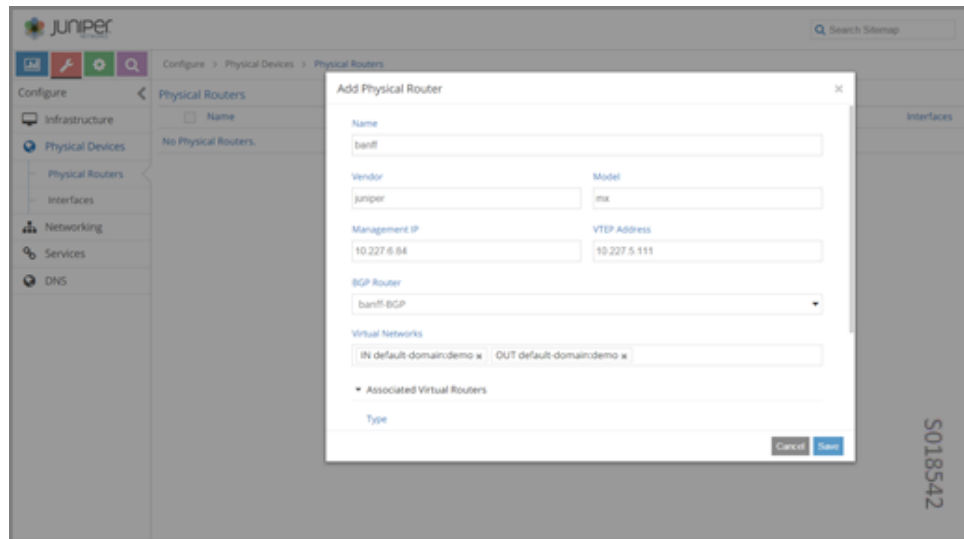 JUNIPER
NETWORKS
Search Sitemap
Configure > Physical Devices > Physical Routers
Configure
Physical Routers
Name
Interfaces
No Physical Routers.
Infrastructure
Physical Devices
Physical Routers
Interfaces
Networking
Services
DNS
Add Physical Router
×
Name
banff
Vendor
Model
juniper
mx
Management IP
VTEP Address
10.227.6.84
10.227.5.111
BGP Router
banff-BGP
Virtual Networks
IN default-domain:demo × OUT default-domain:demo ×
Associated Virtual Routers
Type
Cancel Save
S018542